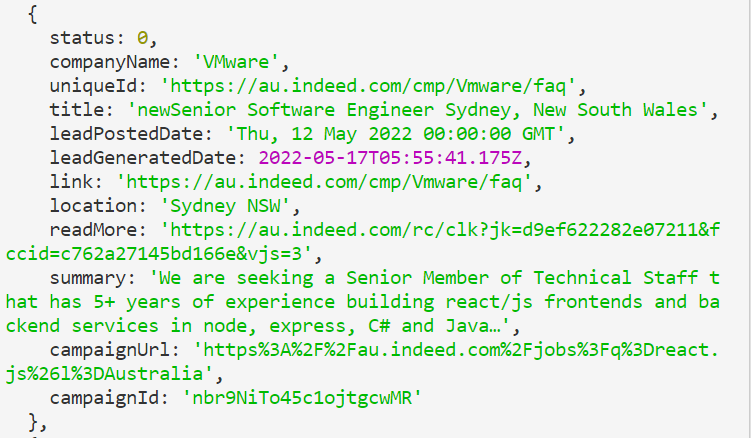 {
status: 0,
companyName: 'VMware',
uniqueId: 'https://au.indeed.com/cmp/Vmware/faq',
title: 'newSenior Software Engineer Sydney, New South Wales',
leadPostedDate: 'Thu, 12 May 2022 00:00:00 GMT',
leadGeneratedDate: 2022-05-17T05:55:41.175Z,
link: 'https://au.indeed.com/cmp/Vmware/faq',
location: 'Sydney NSW',
readMore: 'https://au.indeed.com/rc/clk?jk=d9ef622282e07211&f
ccid=c762a27145bd166e&vjs=3',
summary: 'We are seeking a Senior Member of Technical Staff t
hat has 5+ years of experience building react/js frontends and ba
ckend services in node, express, C# and Java…',
campaignUrl: 'https%3A%2F%2Fau.indeed.com%2Fjobs%3Fq%3Dreact.
js%26l%3DAustralia',
campaignId: 'nbr9NiTo45c1ojtgcwMR'
},